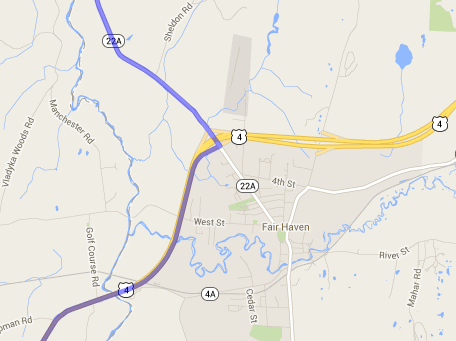 Sheldon Rd
22A
4
Manchester Rd
Vladyka Woods Rd
4
22A
4th St
West St
Fair Haven
Golf Course Rd
River St
Mahar Rd
4
4A
Cedar St
pman Rd